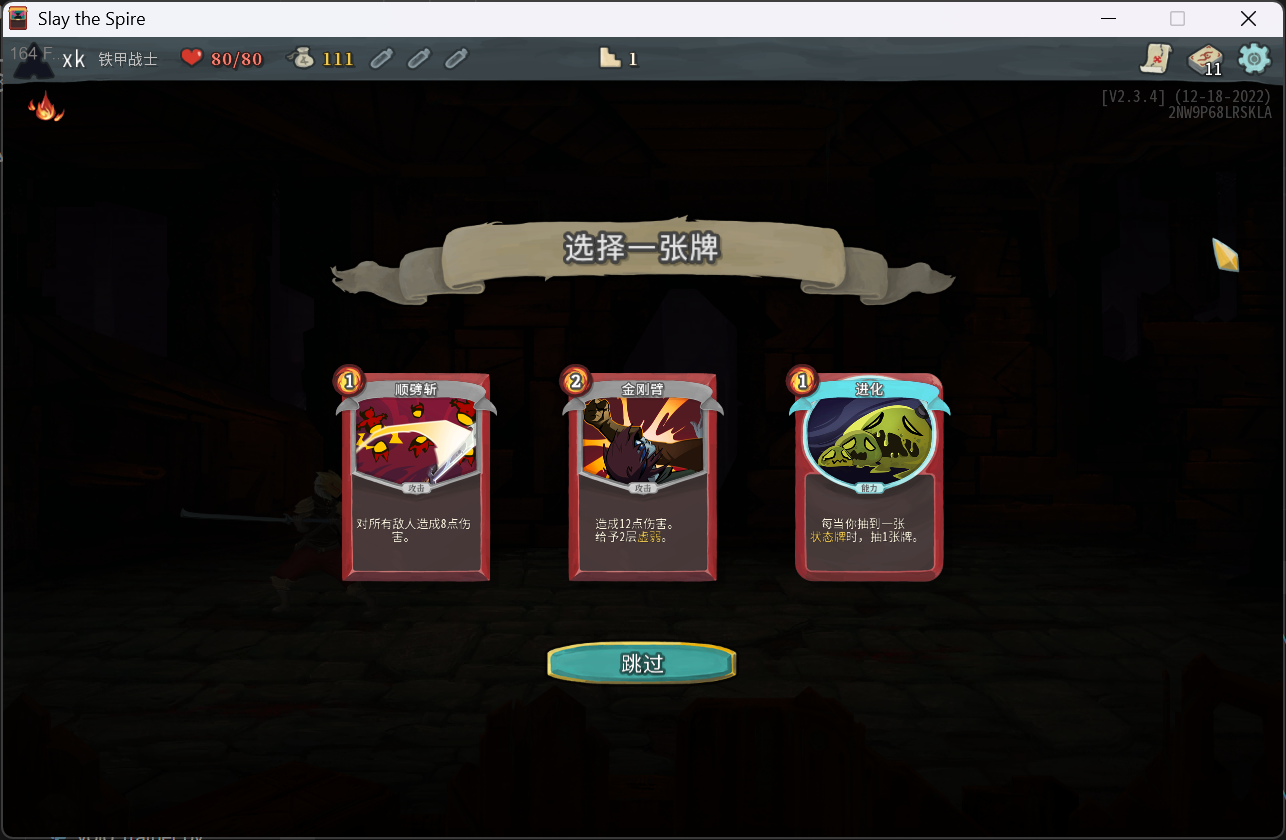 Slay the Spire
164 F
xk 铁甲战士 80/80 111 1 11
[V2.3.4] (12-18-2022)
2NW9P68LRSKLA
选择一张牌
1 顺劈斩
攻击
对所有敌人造成8点伤
害。
2 金刚臂
攻击
造成12点伤害。
给予2层虚弱。
1 进化
能力
每当你抽到一张
状态牌时，抽1张牌。
跳过